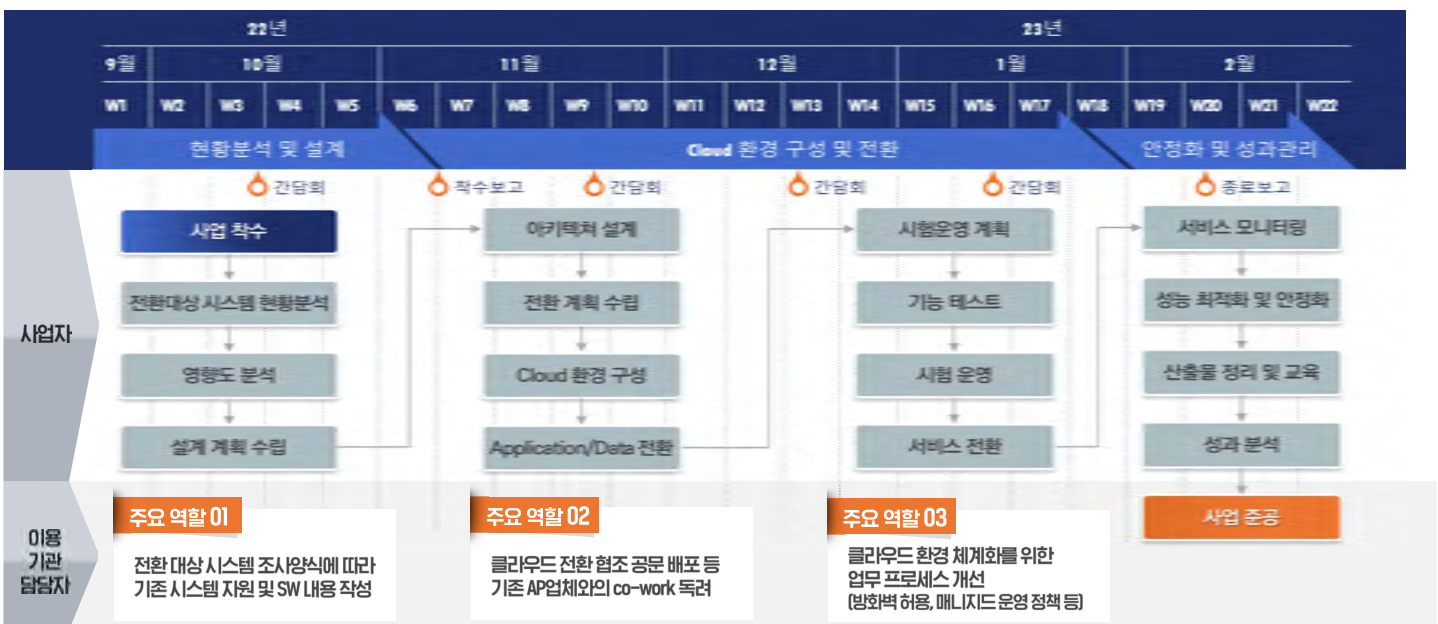 22년 23년
9월 10월 11월 12월 1월 2월
W1 W2 W3 W4 W5 W6 W7 W8 W9 W10 W11 W12 W13 W14 W15 W16 W17 W18 W19 W20 W21 W22
현황분석 및 설계 Cloud 환경 구성 및 전환 안정화 및 성과관리
간담회 착수보고 간담회 간담회 간담회 종료보고
사업자
사업 착수
전환대상 시스템 현황분석
영향도 분석
설계 계획 수립
아키텍처 설계
전환 계획 수립
Cloud 환경 구성
Application/Data 전환
시험운영 계획
기능 테스트
시험 운영
서비스 전환
서비스 모니터링
성능 최적화 및 안정화
산출물 정리 및 교육
성과 분석
사업 준공
이용
기관
담담자
주요 역할 01
전환 대상 시스템 조사양식에 따라
기존 시스템 자원 및 SW 내용 작성
주요 역할 02
클라우드 전환 협조 공문 배포 등
기존 AP업체와의 co-work 독려
주요 역할 03
클라우드 환경 체계화를 위한
업무 프로세스 개선
(방화벽 허용, 매니지드 운영 정책 등)